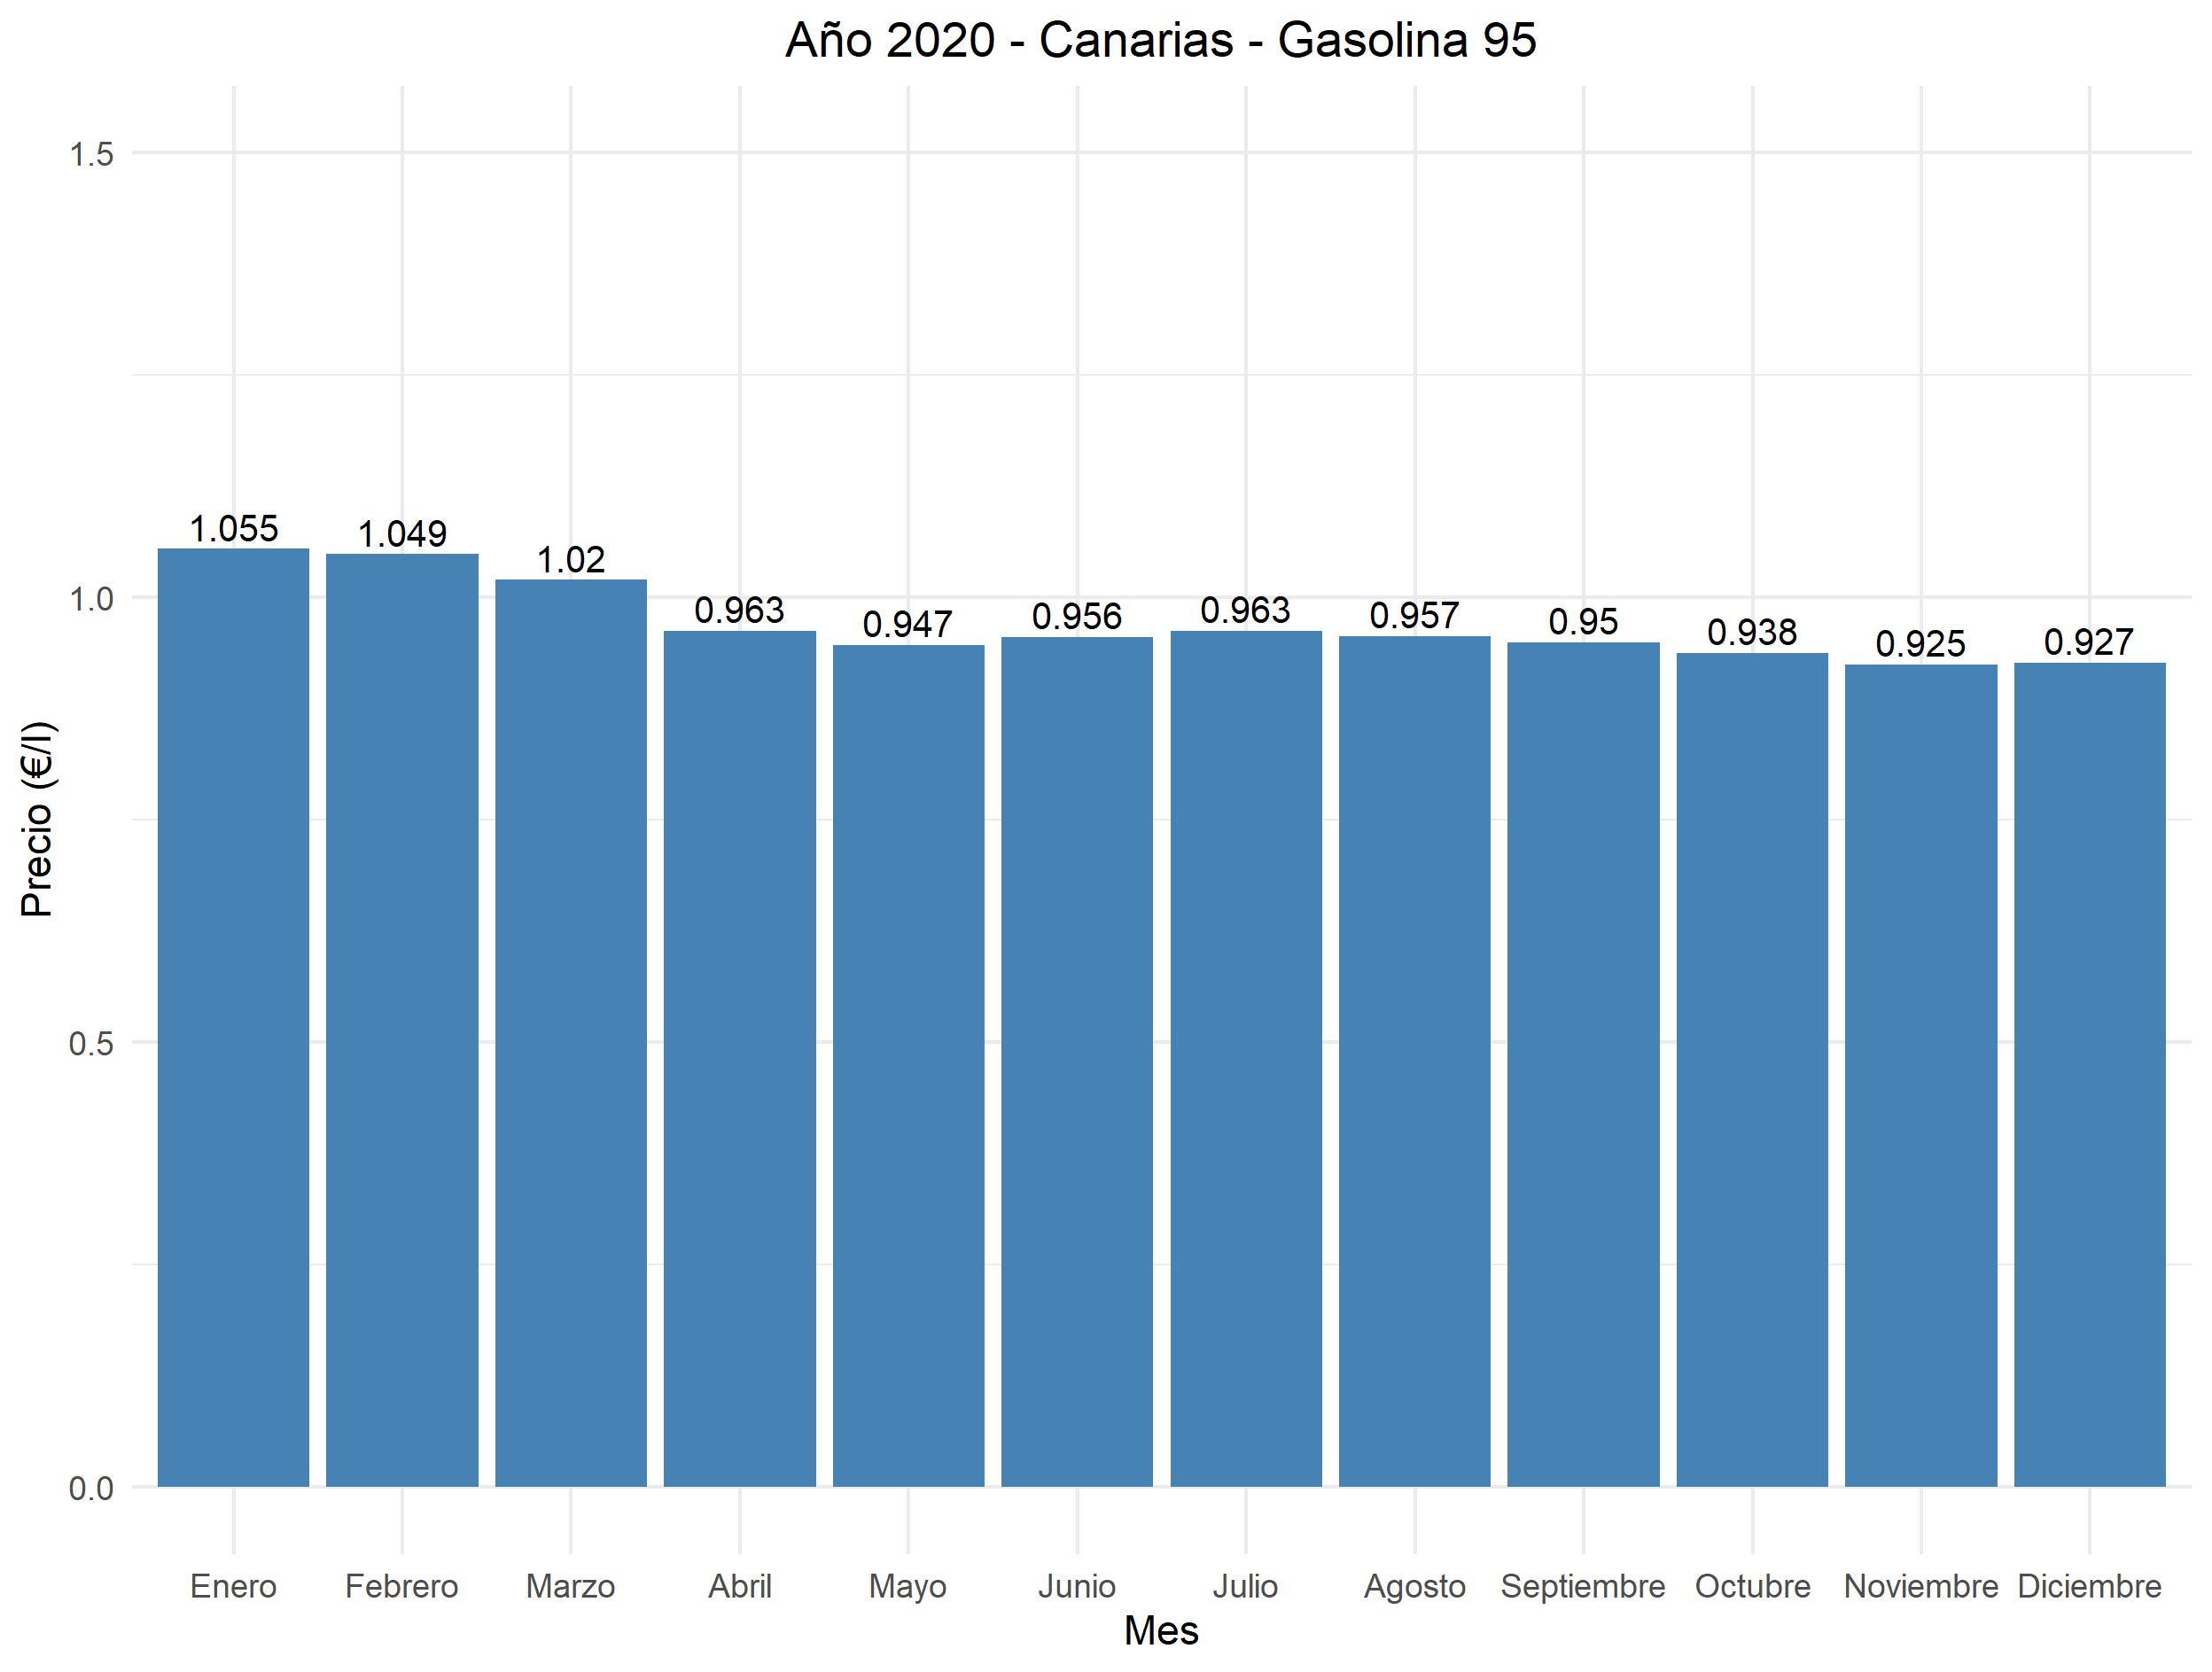 Año 2020 - Canarias - Gasolina 95
Precio (€/l)
1.5
1.0
0.5
0.0
1.055
1.049
1.02
0.963
0.947
0.956
0.963
0.957
0.95
0.938
0.925
0.927
Enero
Febrero
Marzo
Abril
Mayo
Junio
Julio
Agosto
Septiembre
Octubre
Noviembre
Diciembre
Mes